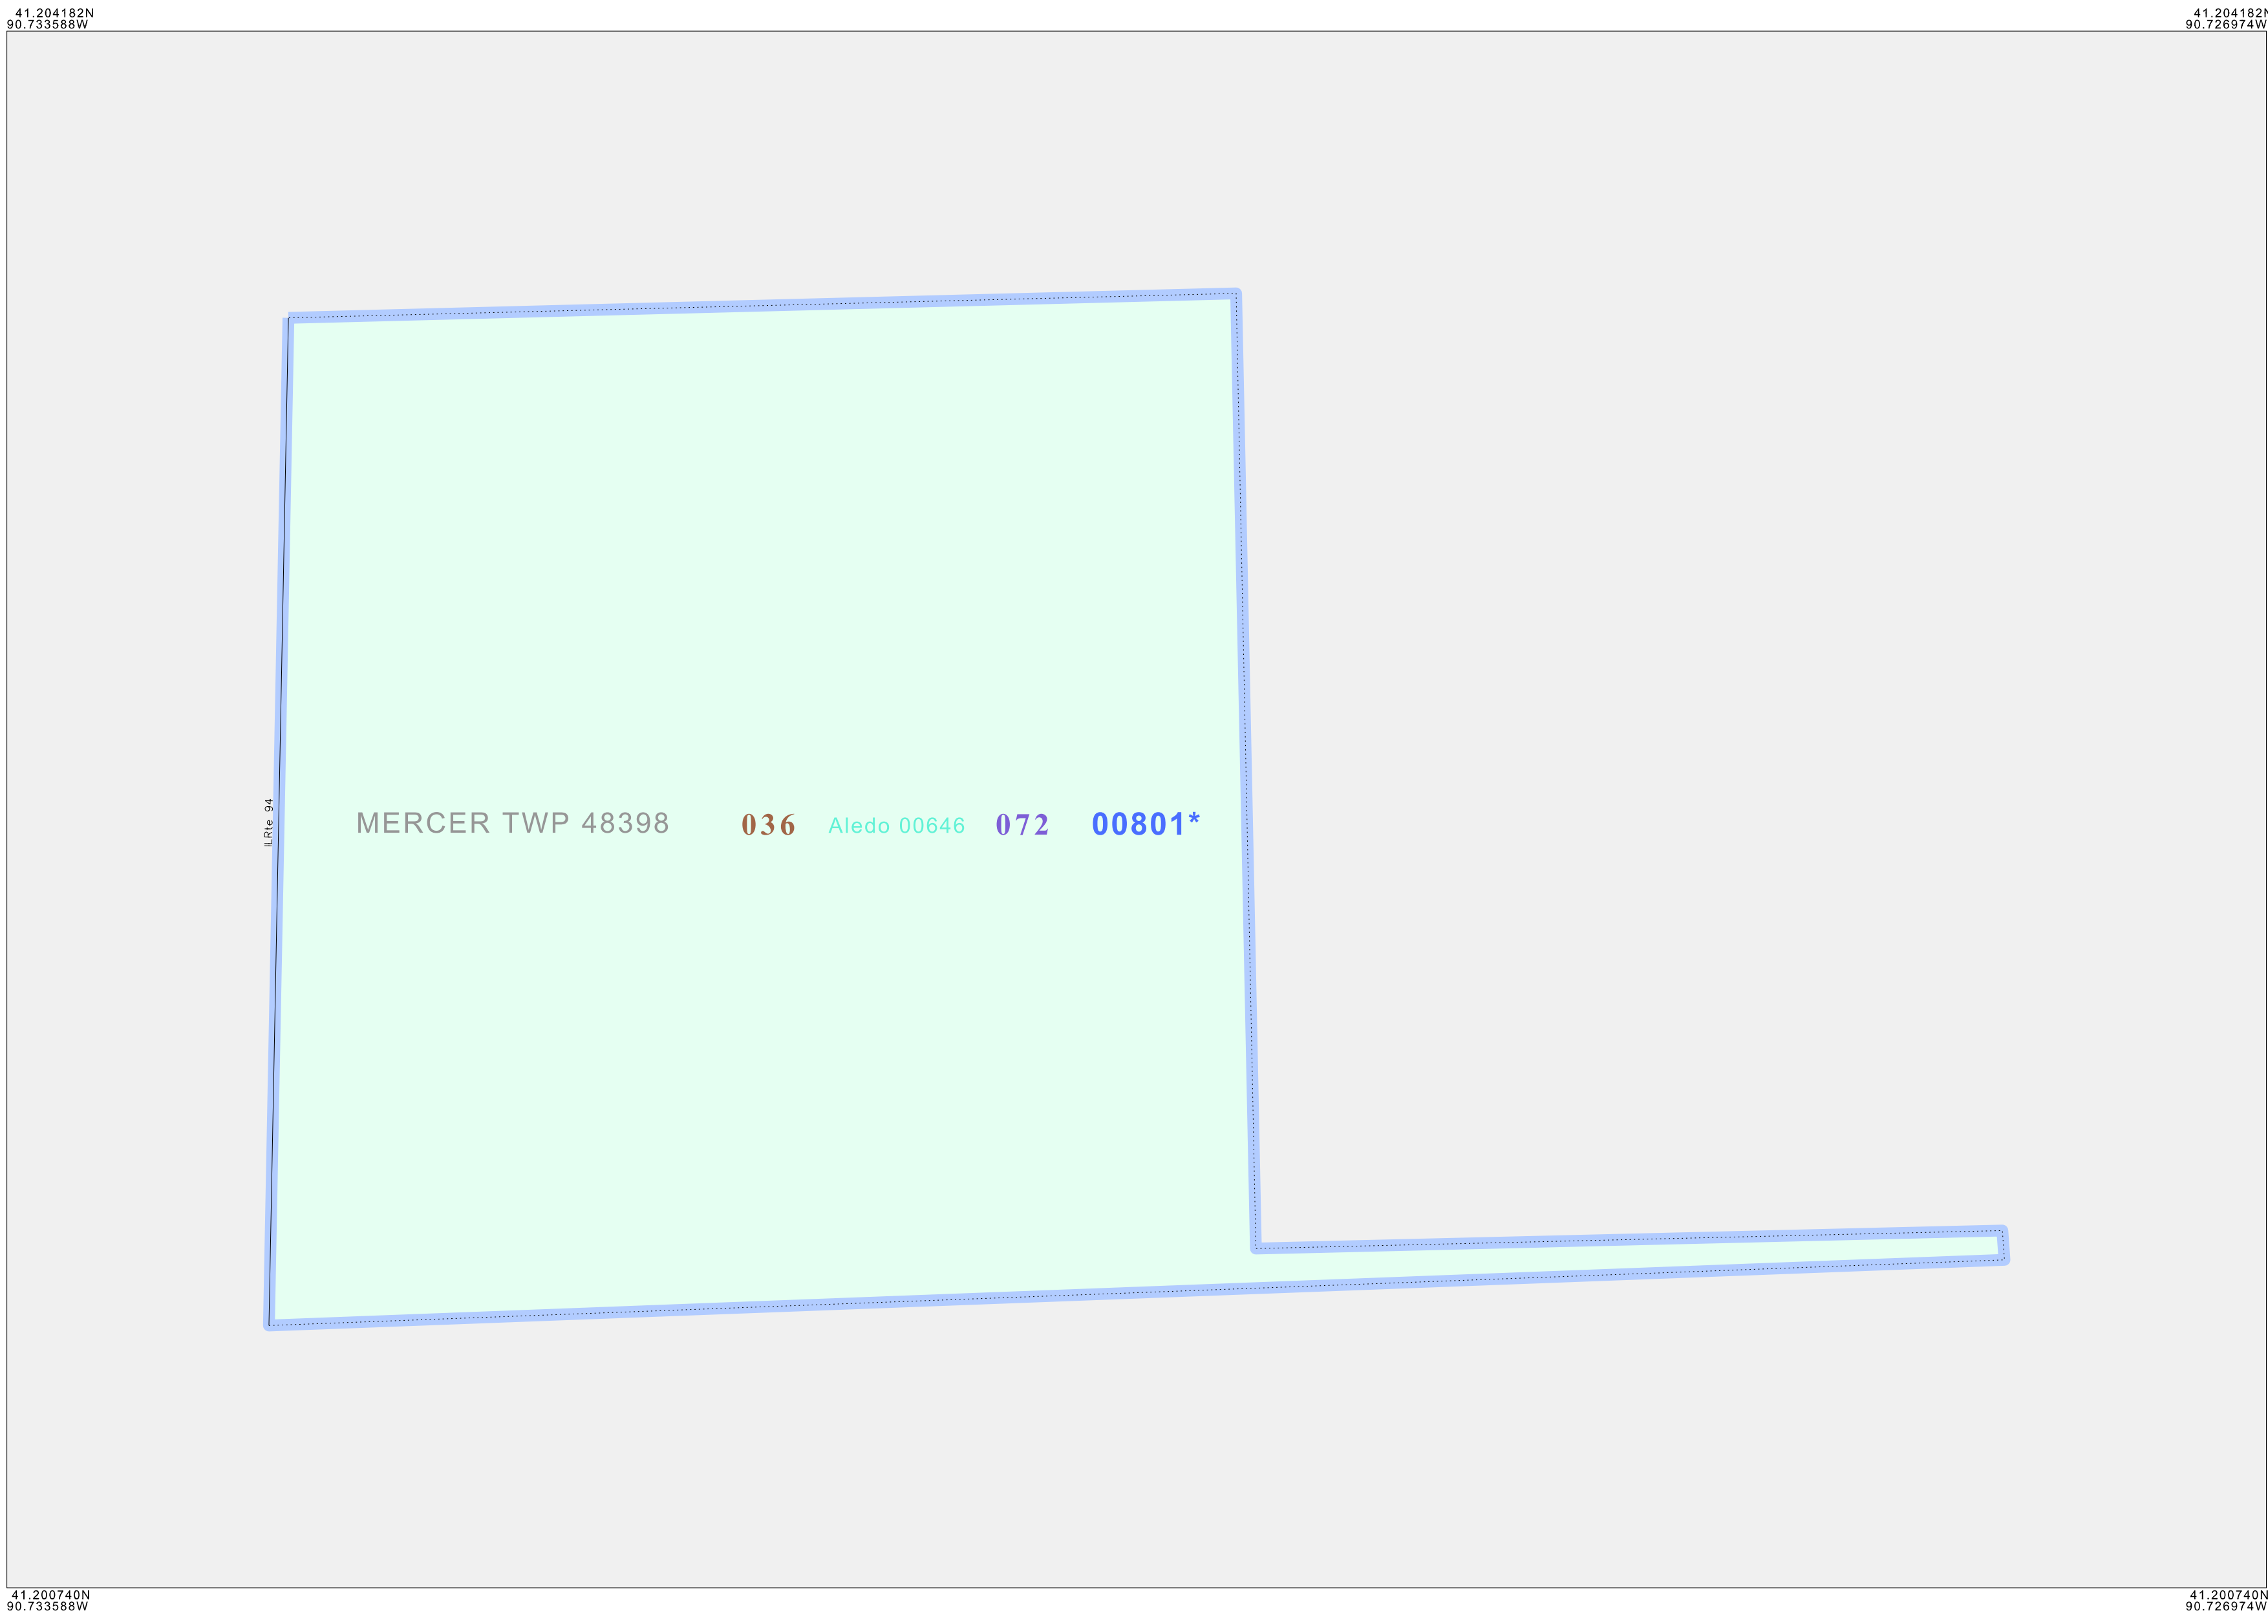 41.204182N
90.733588W
41.204182N
90.726974W
ILRte 94
MERCER TWP 48398 036 Aledo 00646 072 00801*
41.200740N
90.733588W
41.200740N
90.726974W